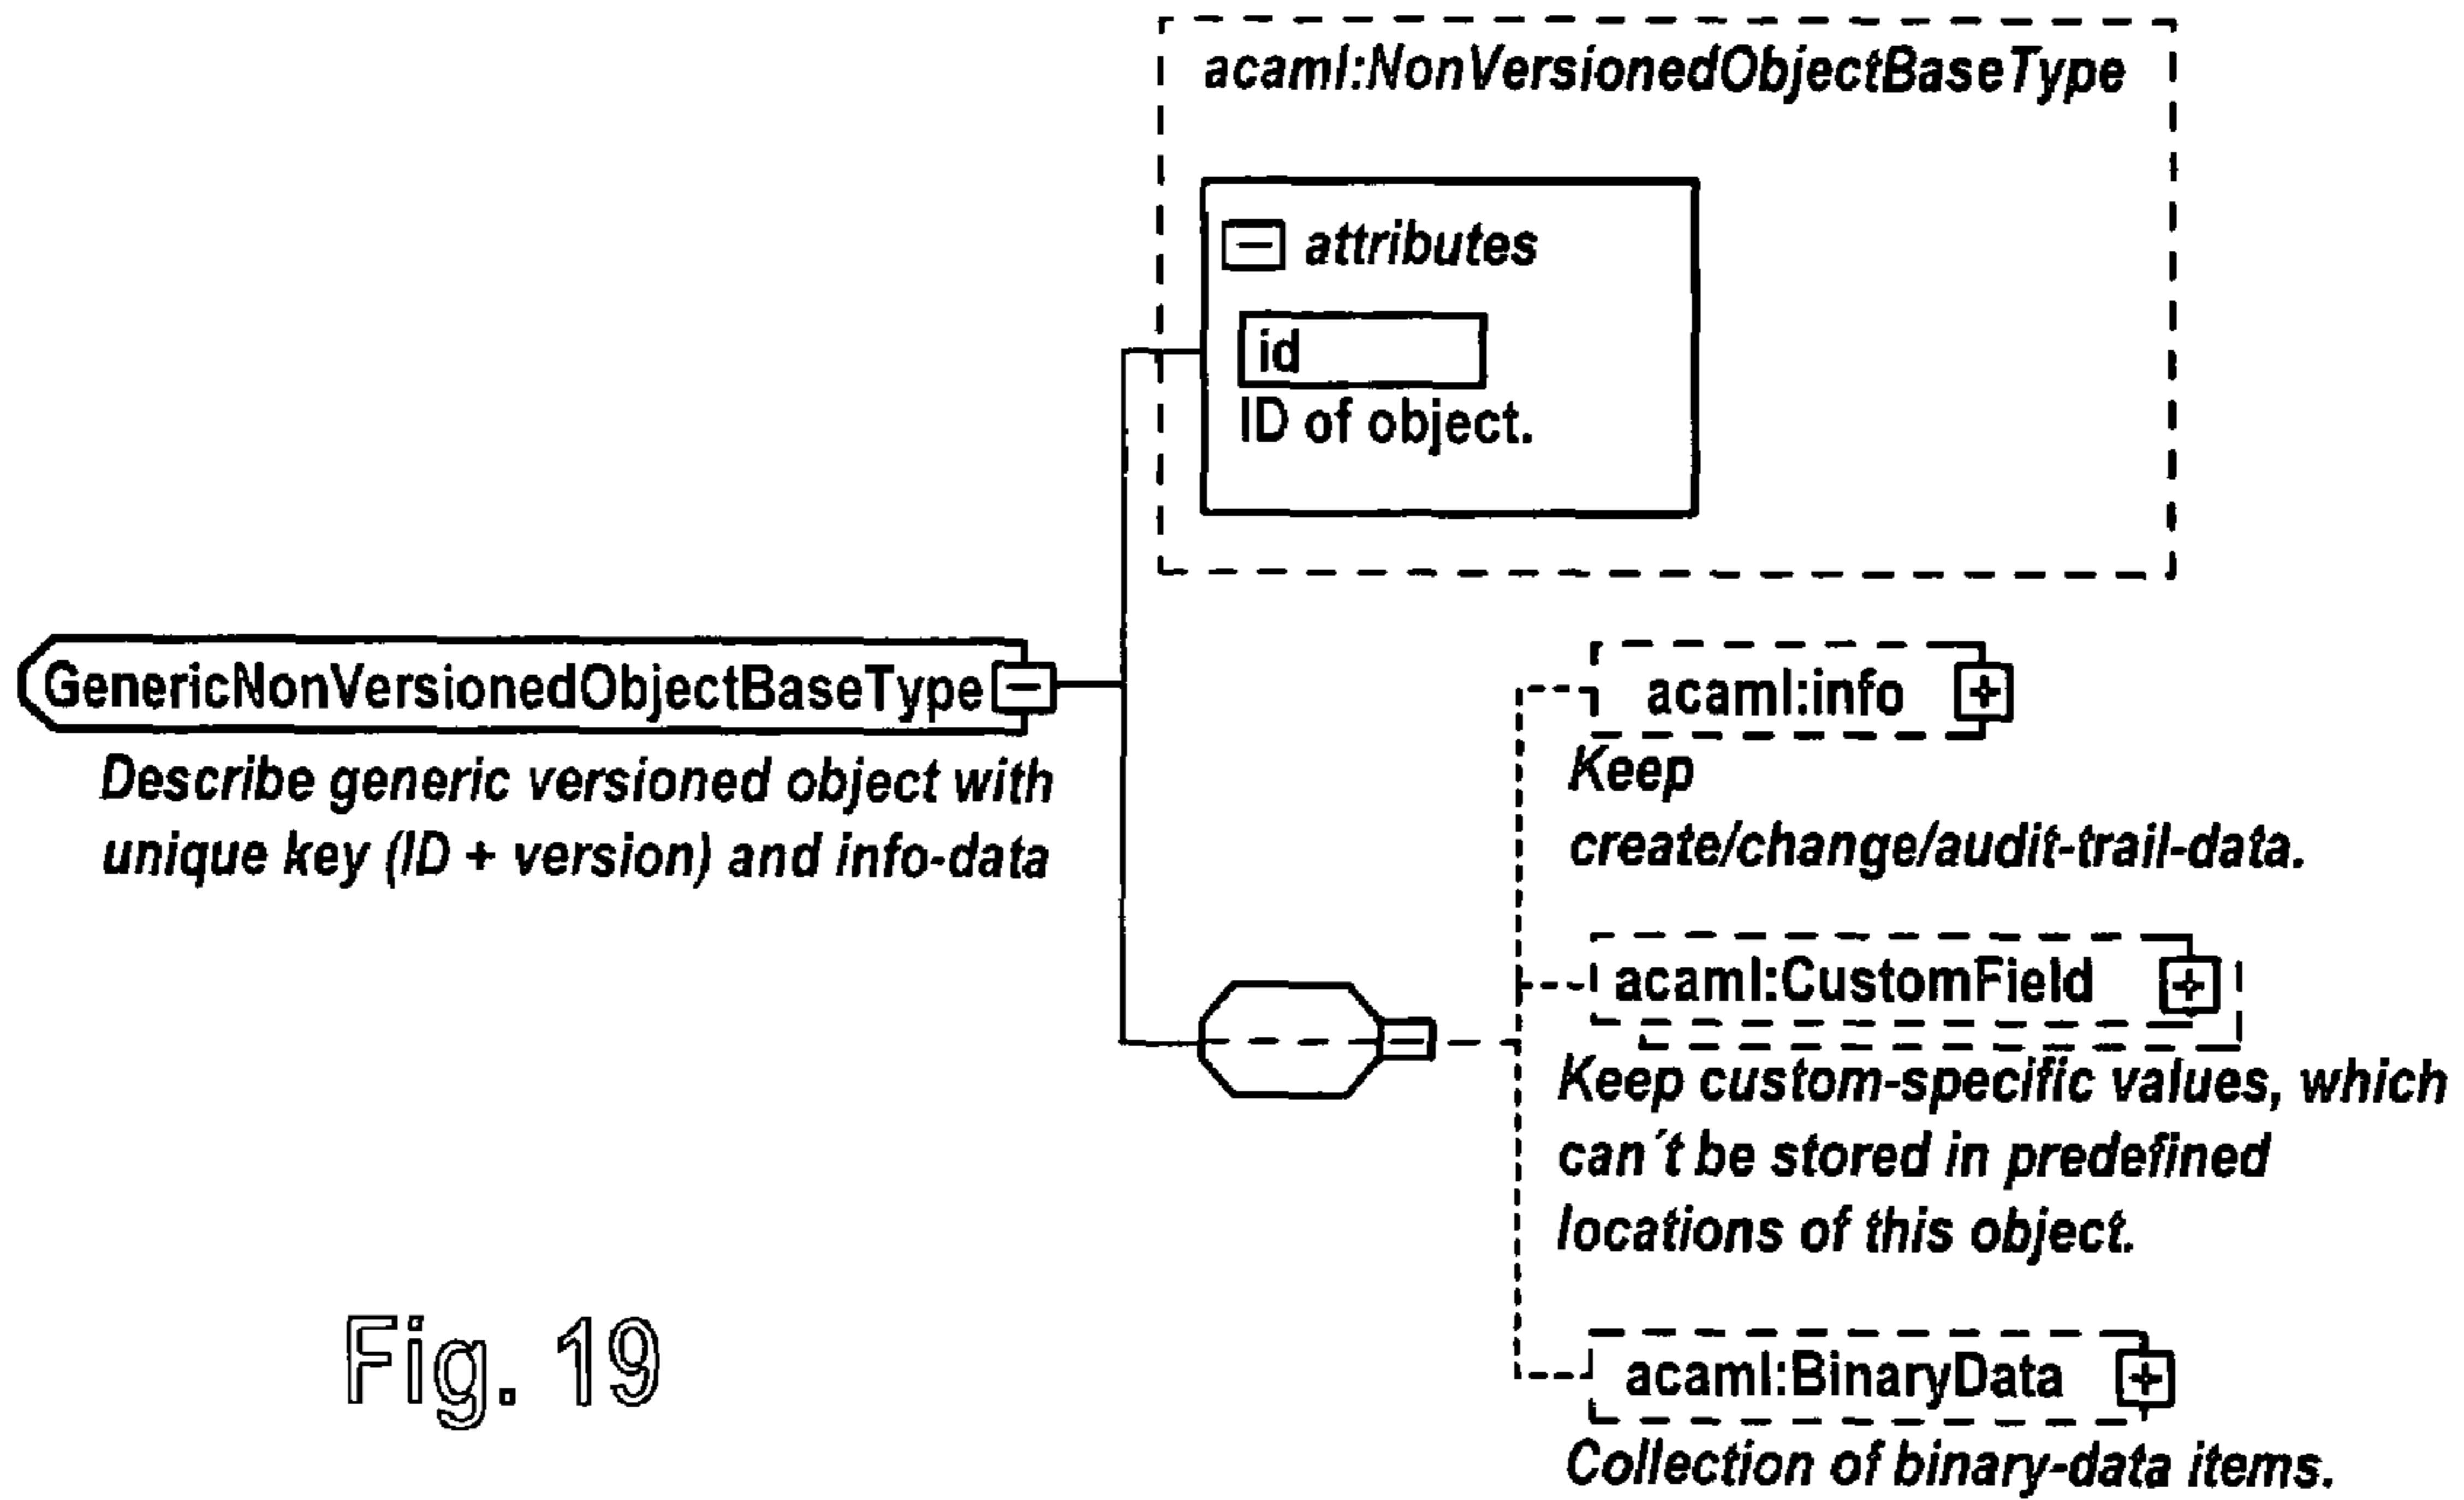 acaml:NonVersionedObjectBaseType
attributes
id
ID of object.
GenericNonVersionedObjectBaseType
Describe generic versioned object with
unique key (ID + version) and info-data
acaml:info
Keep
create/change/audit-trail-data.
acaml:CustomField
Keep custom-specific values, which
can´t be stored in predefined
locations of this object.
acaml:BinaryData
Collection of binary-data items.
Fig. 19